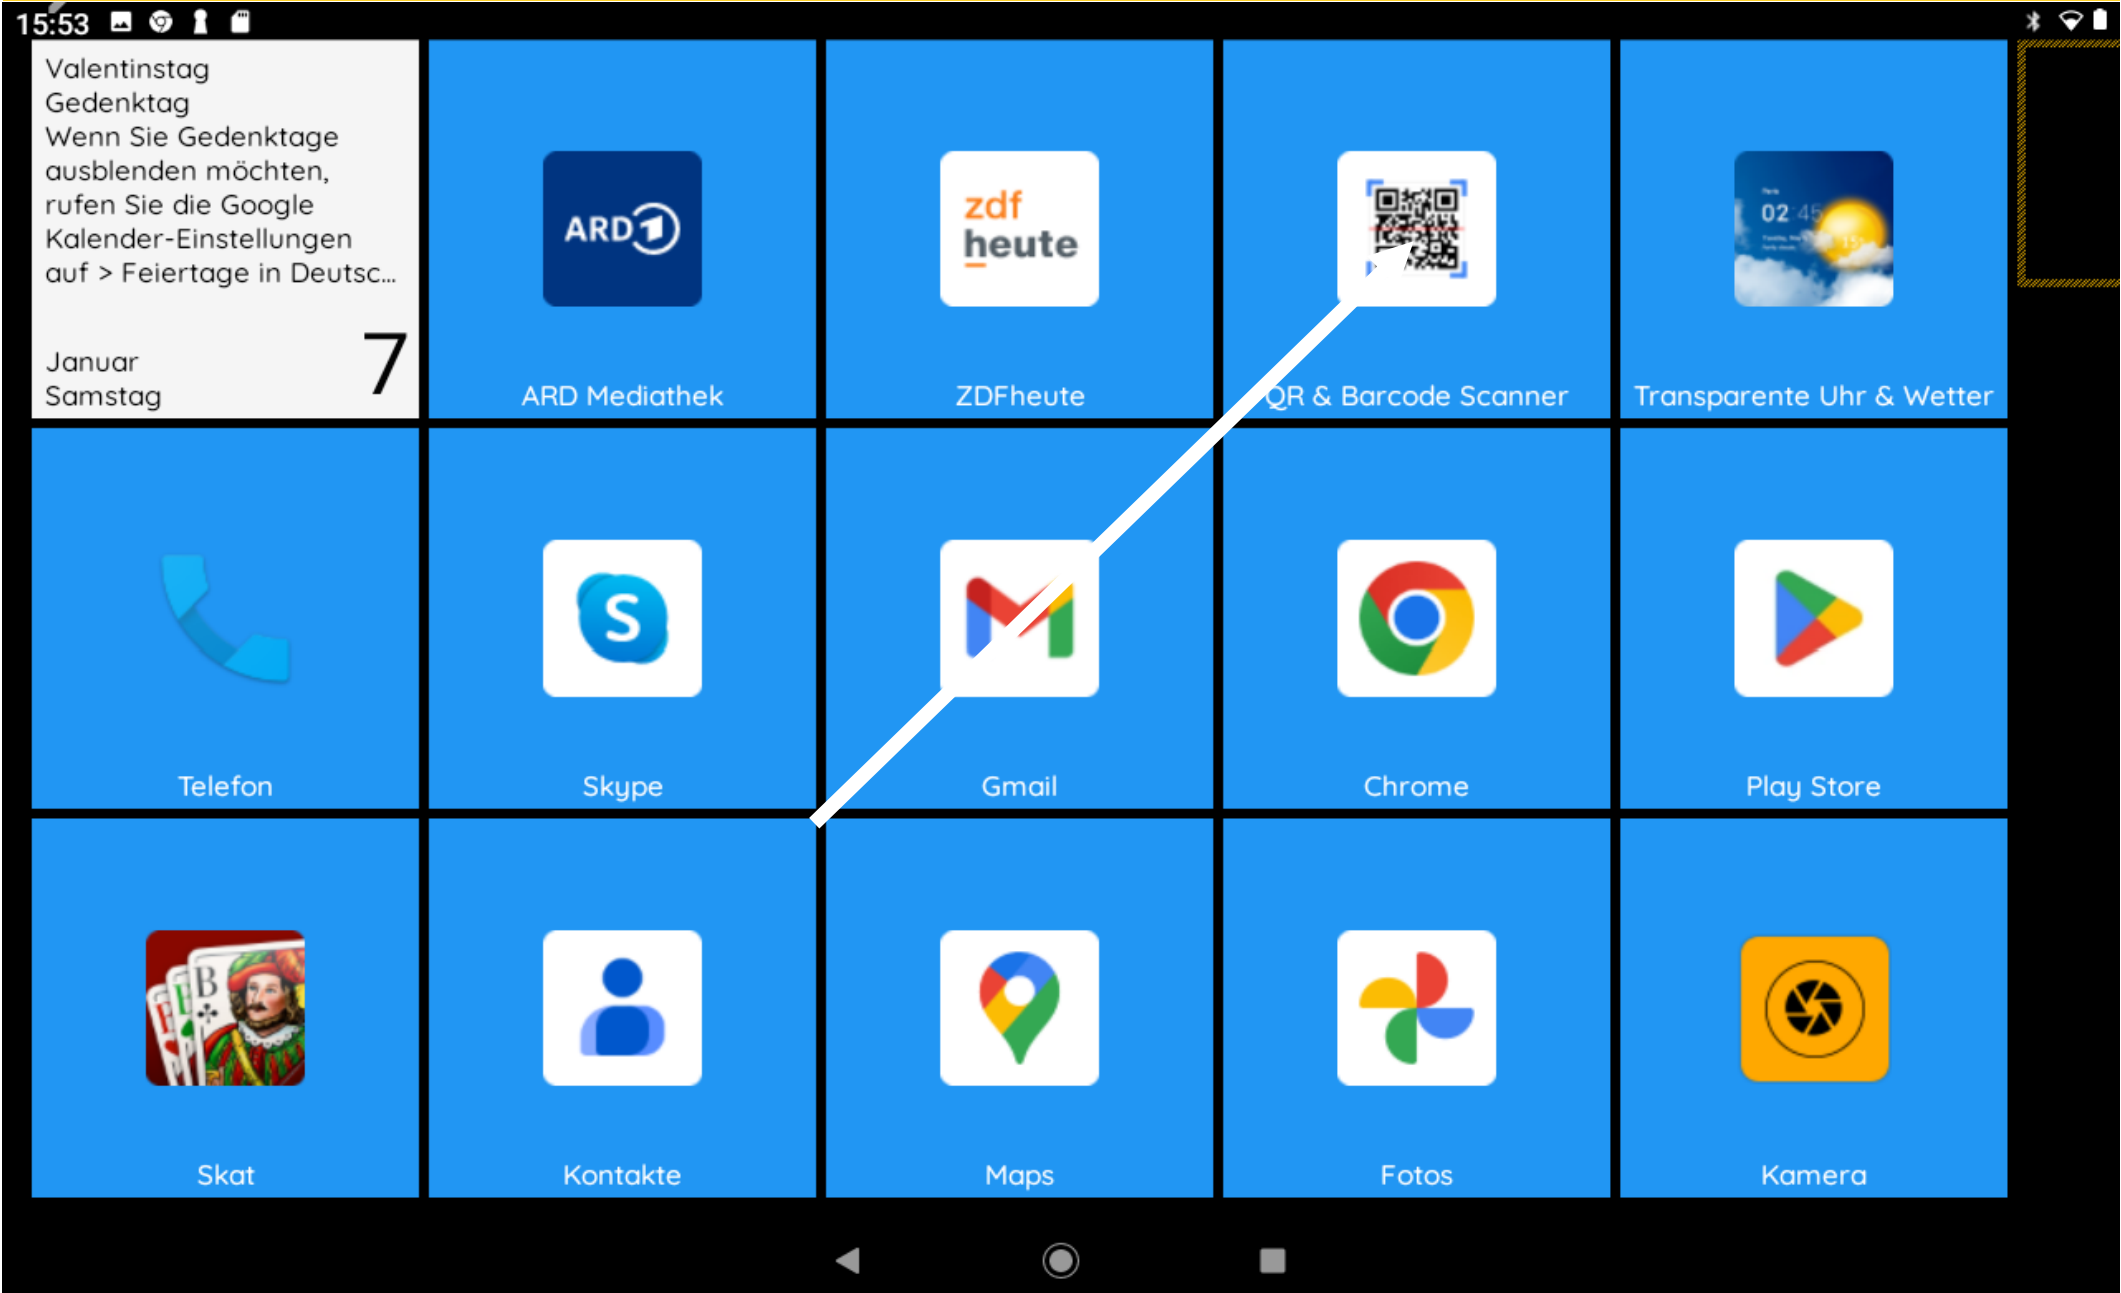 15:53
Valentinstag
Gedenktag
Wenn Sie Gedenktage
ausblenden möchten,
rufen Sie die Google
Kalender-Einstellungen
auf > Feiertage in Deutsc...
Januar
Samstag
7
ARD 1
ARD Mediathek
zdf
heute
ZDFheute
QR & Barcode Scanner
02:45
Transparente Uhr & Wetter
Telefon
S
Skype
Gmail
Chrome
Play Store
B
Skat
Kontakte
Maps
Fotos
Kamera